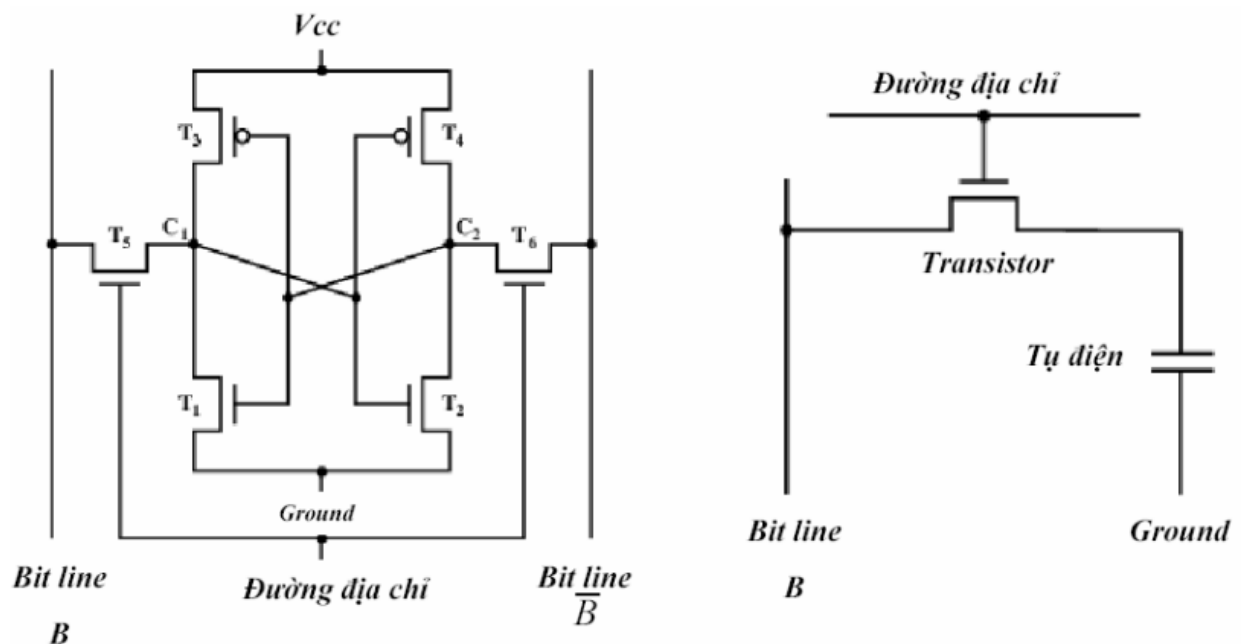 Vcc
T₃
T₄
T₅
C₁
C₂
T₆
T₁
T₂
Ground
Đường địa chỉ
Bit line
B
Bit line
B̅
Đường địa chỉ
Transistor
Tụ điện
Bit line
B
Ground